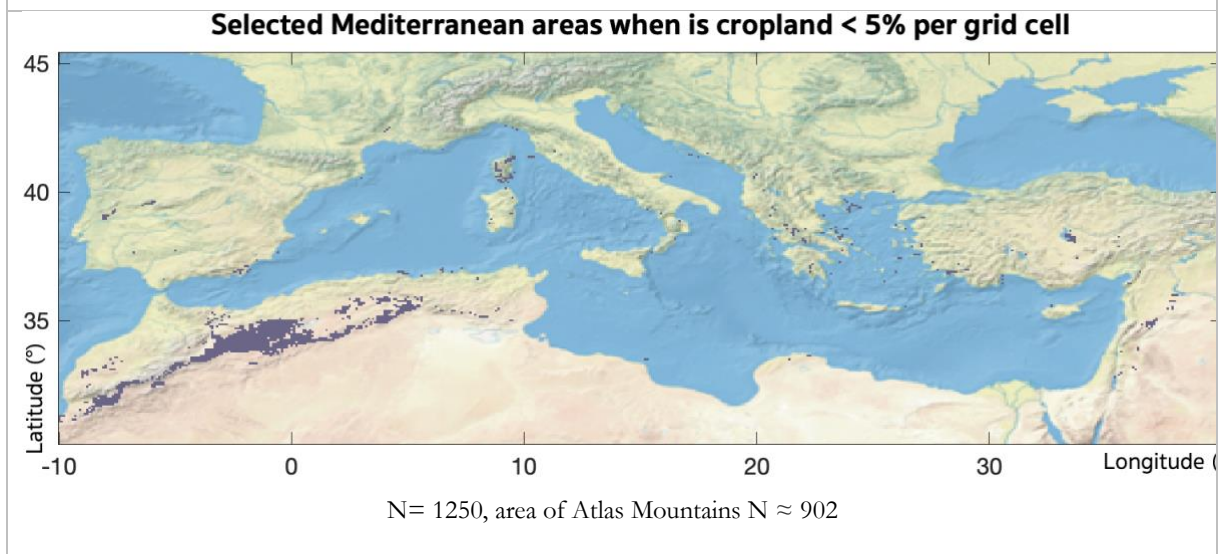 Selected Mediterranean areas when is cropland < 5% per grid cell
45
40
35
Latitude (°)
-10 0 10 20 30 Longitude (
N= 1250, area of Atlas Mountains N ≈ 902